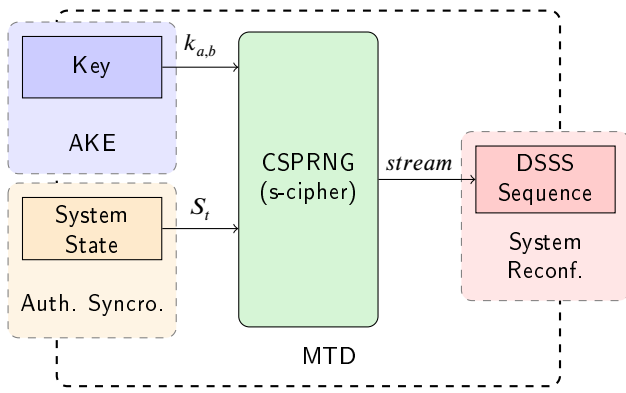 Key
AKE
k_{a,b}
System
State
Auth. Syncro.
S_t
CSPRNG
(s-cipher)
stream
DSSS
Sequence
System
Reconf.
MTD